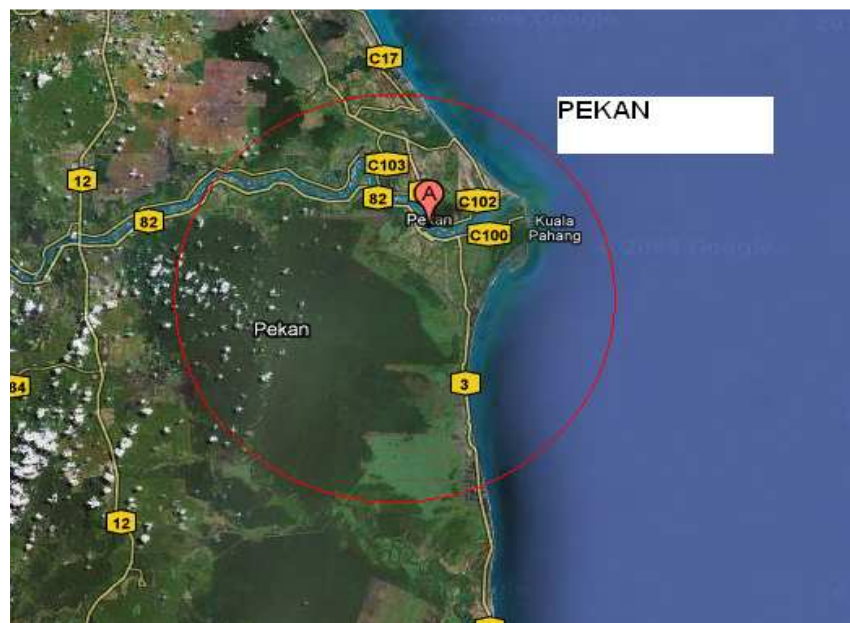 C17
PEKAN
C103
12
82
C102
82
A
Pekan
Kuala
Pahang
C100
Pekan
3
84
12